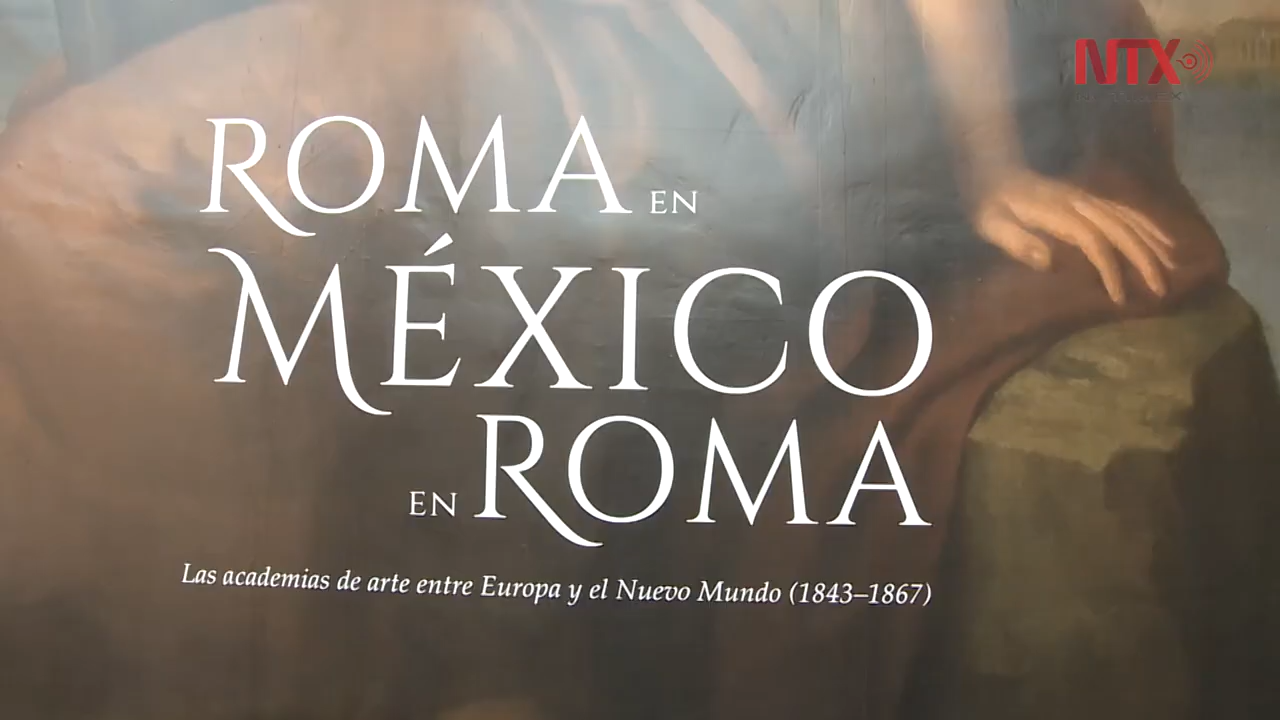 NTX
ROMA EN
MÉXICO
EN ROMA
Las academias de arte entre Europa y el Nuevo Mundo (1843–1867)